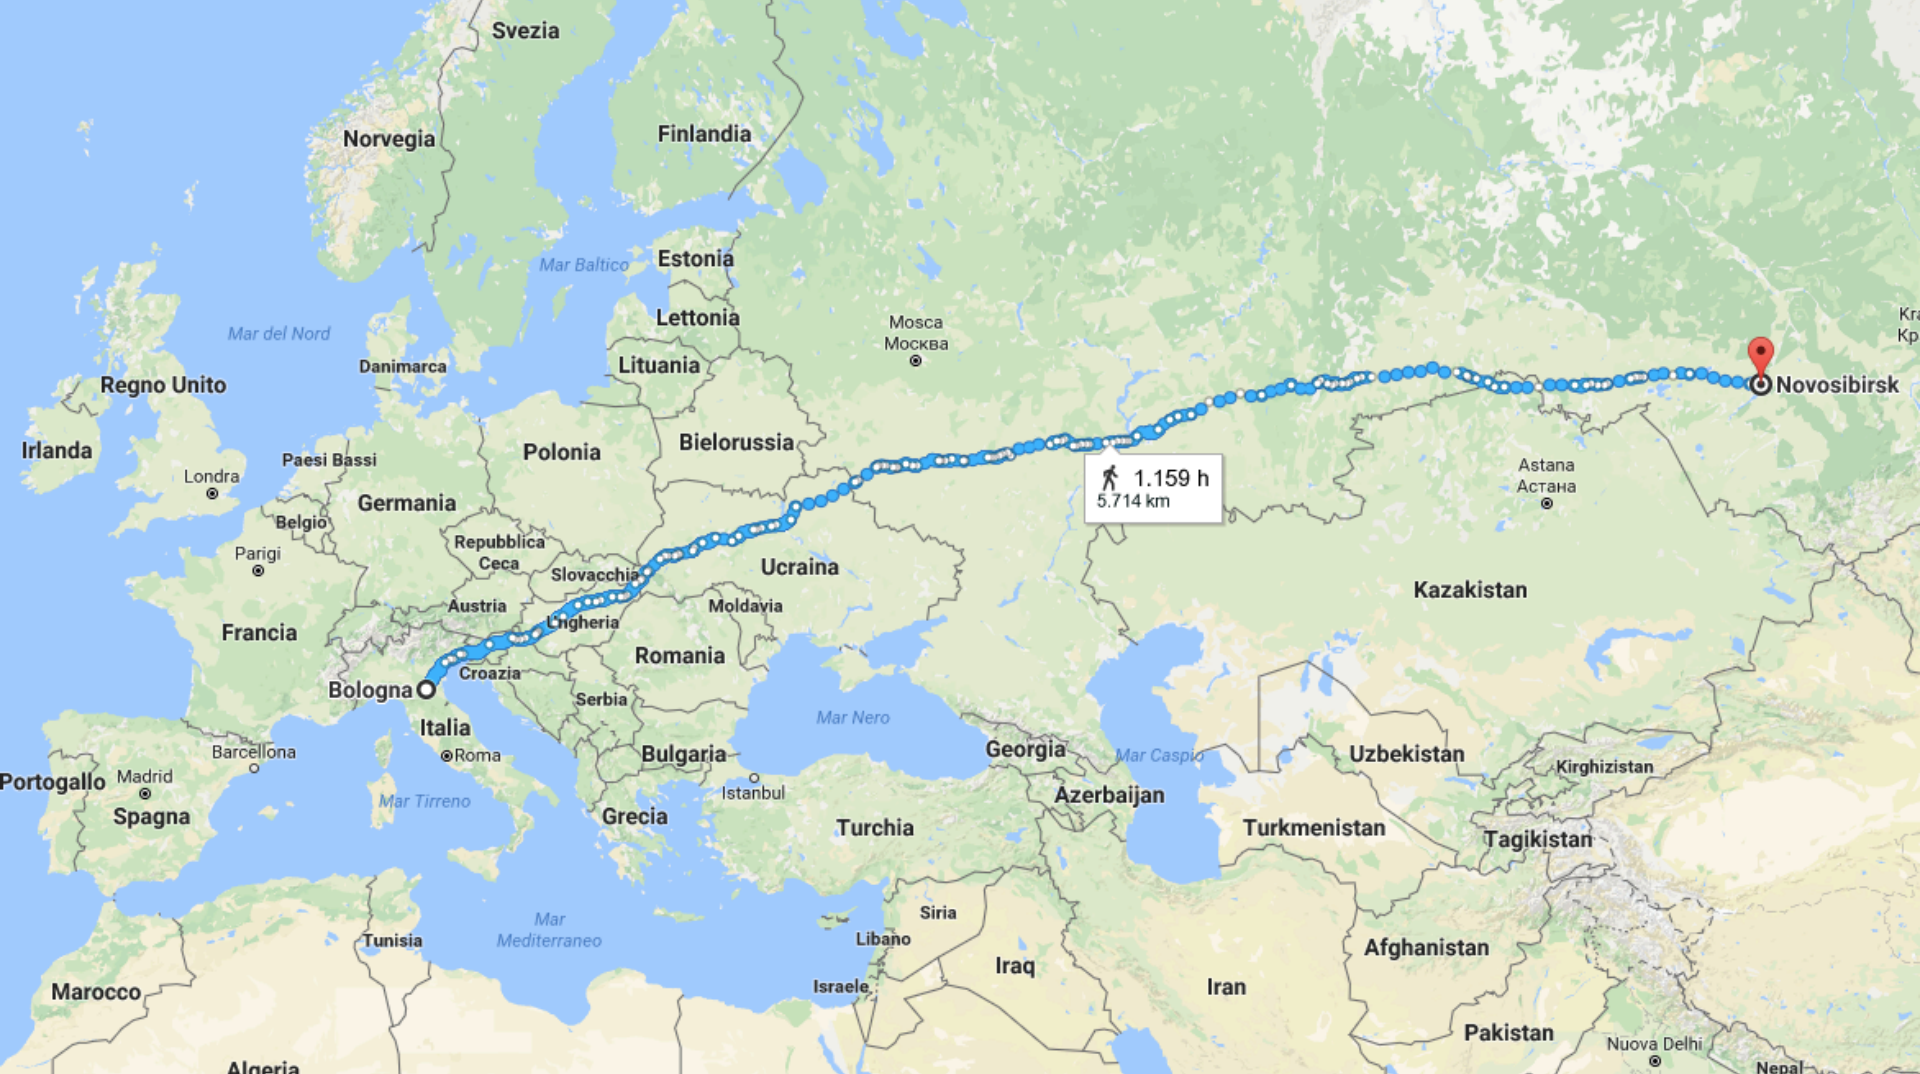 Svezia
Norvegia
Finlandia
Estonia
Mar Baltico
Lettonia
Mar del Nord
Mosca
Москва
Danimarca
Lituania
Regno Unito
Novosibirsk
Irlanda
Bielorussia
Polonia
Paesi Bassi
Londra
Germania
Astana
Астана
1.159 h
5.714 km
Belgio
Parigi
Repubblica
Ceca
Slovacchia
Ucraina
Kazakistan
Austria
Moldavia
Ungheria
Francia
Romania
Croazia
Bologna
Serbia
Italia
Mar Nero
Barcellona
Roma
Bulgaria
Georgia
Mar Caspio
Uzbekistan
Kirghizistan
Portogallo
Madrid
Istanbul
Azerbaijan
Mar Tirreno
Spagna
Grecia
Turchia
Turkmenistan
Tagikistan
Siria
Mar
Mediterraneo
Tunisia
Libano
Afghanistan
Iraq
Marocco
Israele
Iran
Pakistan
Nuova Delhi
Algeria
Nepal